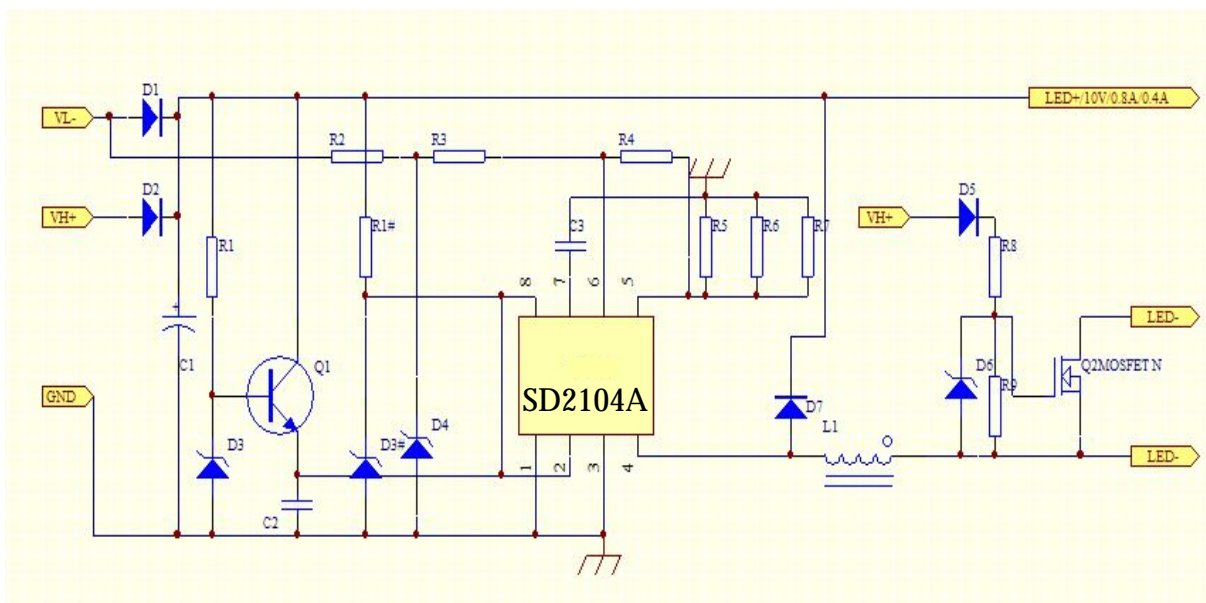 D1
LED+/10V/0.8A/0.4A
VL-
R2
R3
R4
D2
VH+
D5
VH+
R1
R1#
C3
R5
R6
R7
R8
8
7
6
5
+
C1
Q1
LED-
D6
Q2MOSFET N
R9
GND
SD2104A
D7
D3
D3#
D4
L1
1
2
3
4
LED-
C2